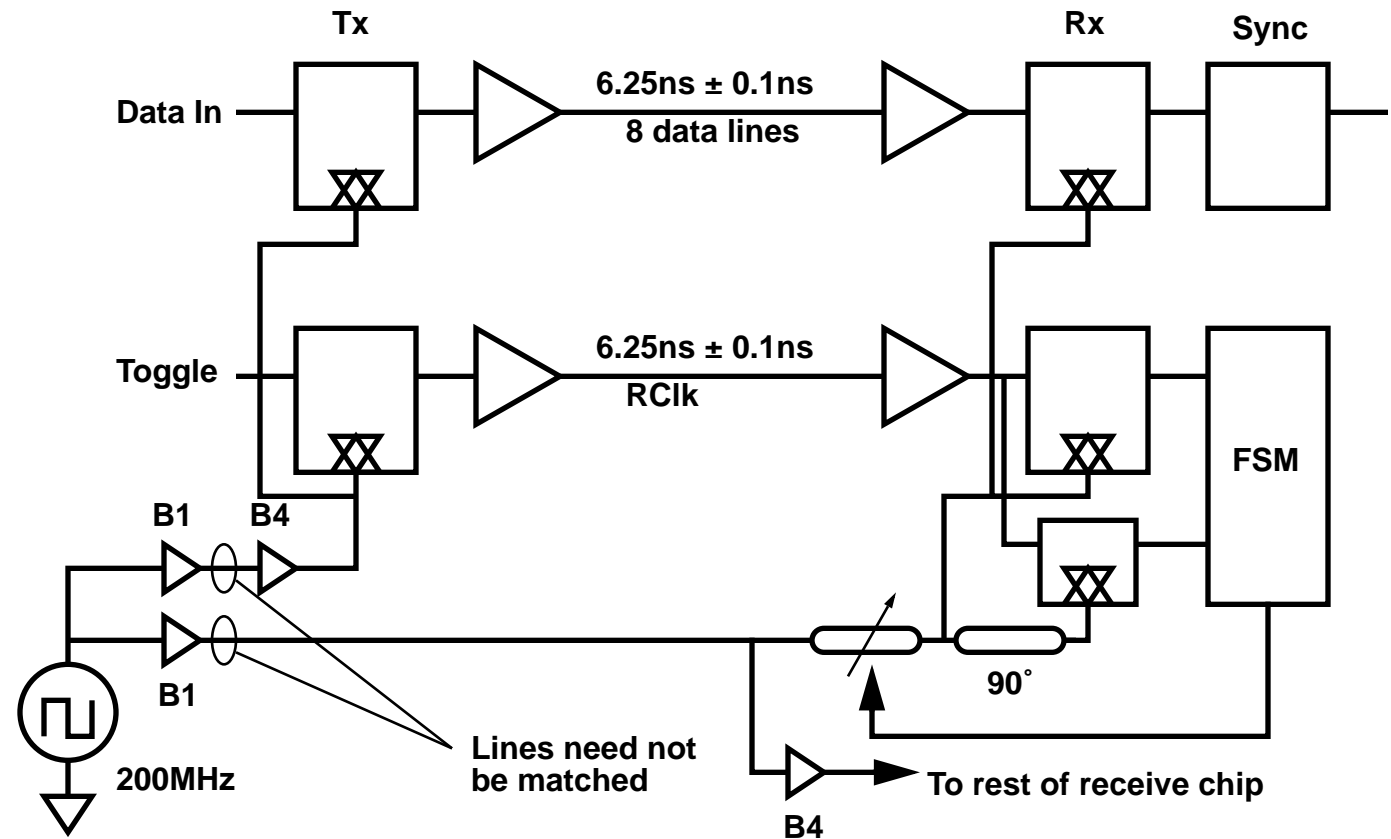 Tx
Rx
Sync
Data In
6.25ns ± 0.1ns
8 data lines
Toggle
6.25ns ± 0.1ns
RClk
FSM
B1
B4
B1
90˚
200MHz
Lines need not
be matched
B4
To rest of receive chip